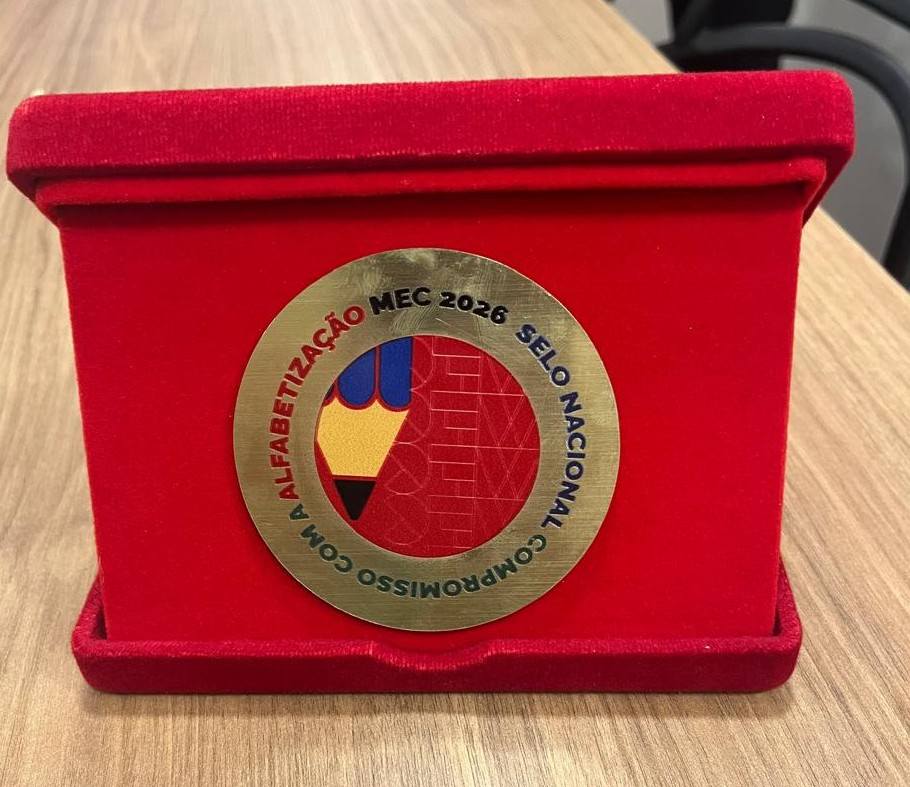 MEC 2026
SELO NACIONAL COMPROMISSO COM A ALFABETIZAÇÃO